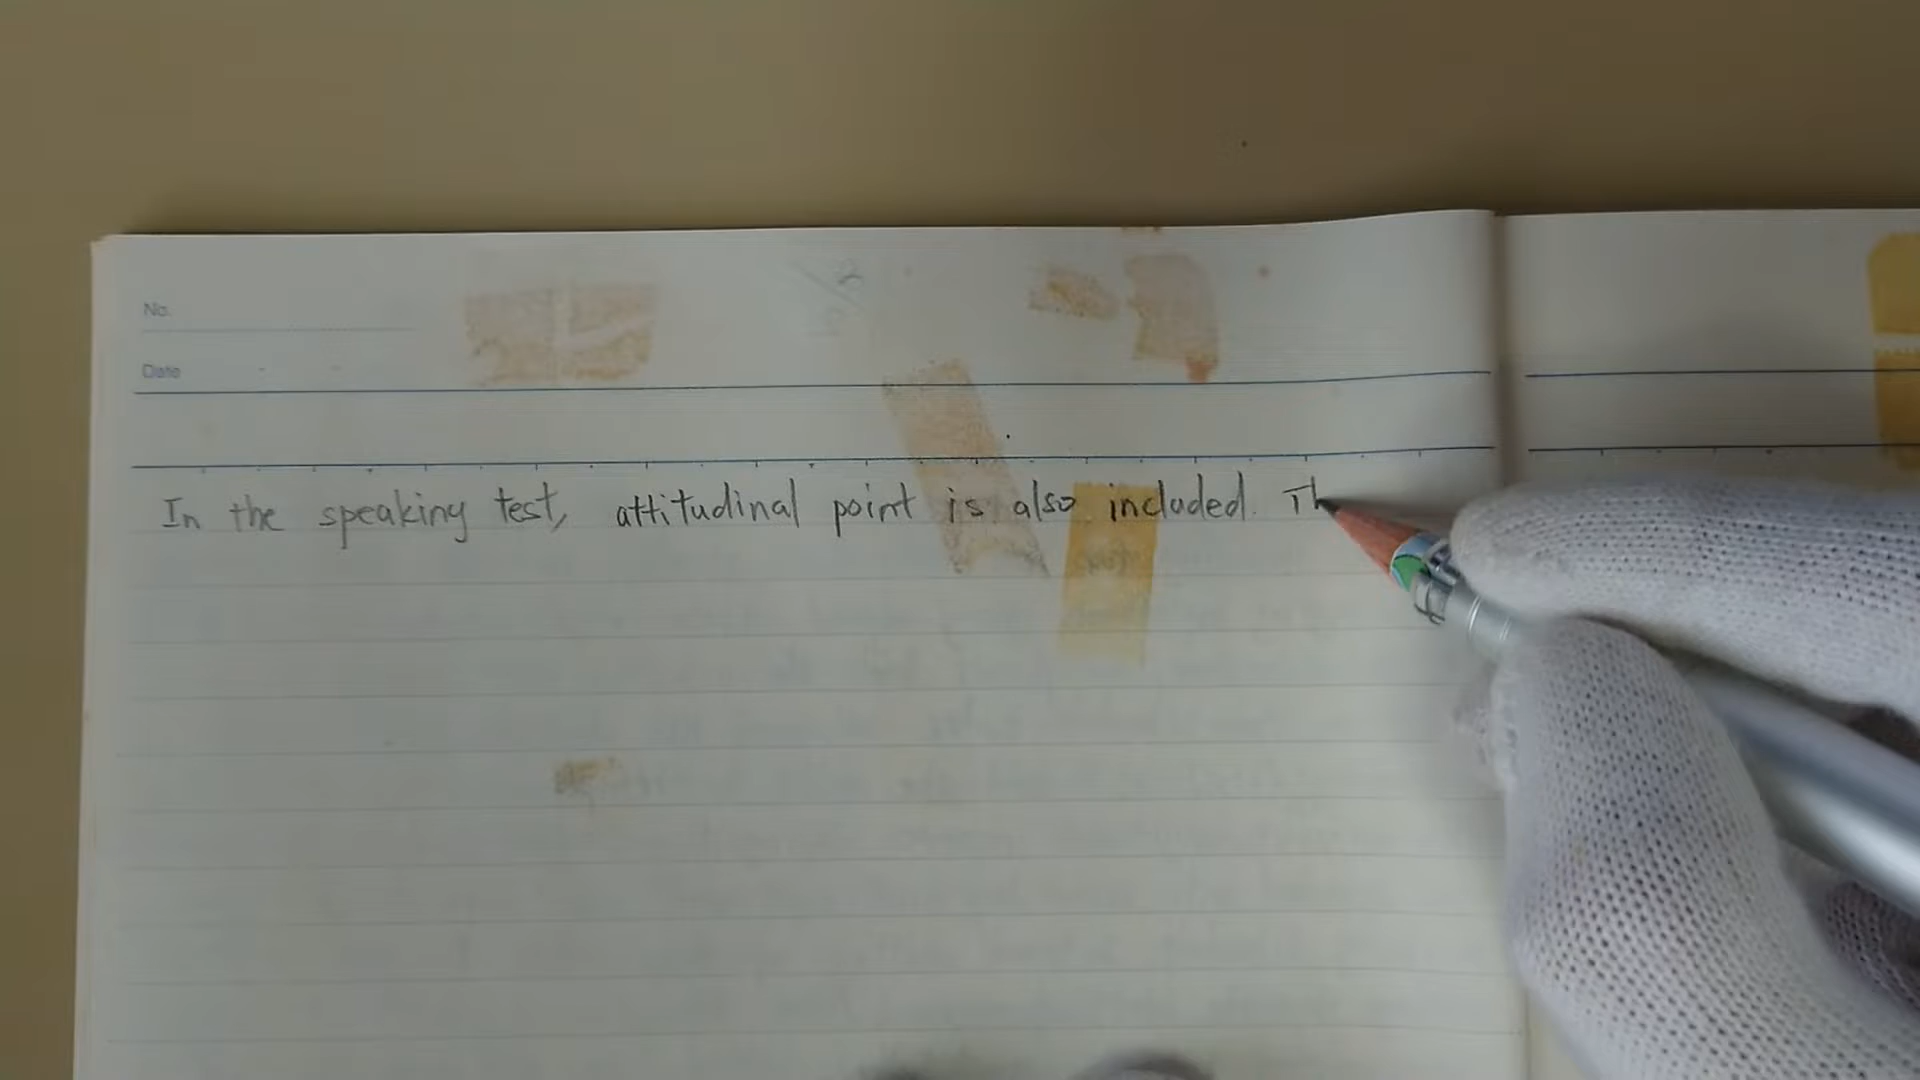 No.
Date
In the speaking test, attitudinal point is also included. Th